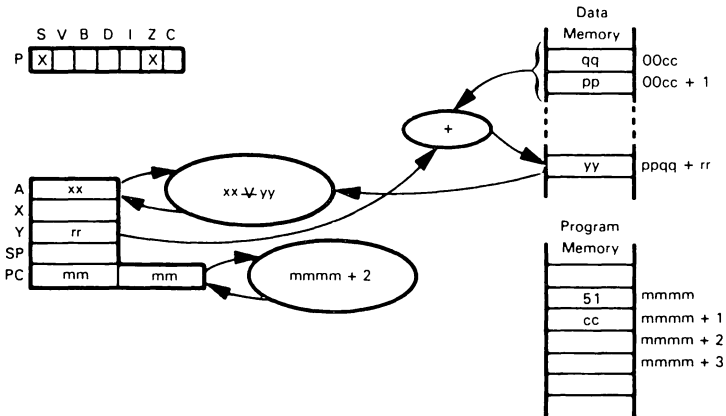 S V B D I Z C
P X X
Data
Memory
qq 00cc
pp 00cc + 1
+
yy ppqq + rr
A xx
X
Y rr
SP
PC mm mm
xx ⊻ yy
mmmm + 2
Program
Memory
51 mmmm
cc mmmm + 1
mmmm + 2
mmmm + 3